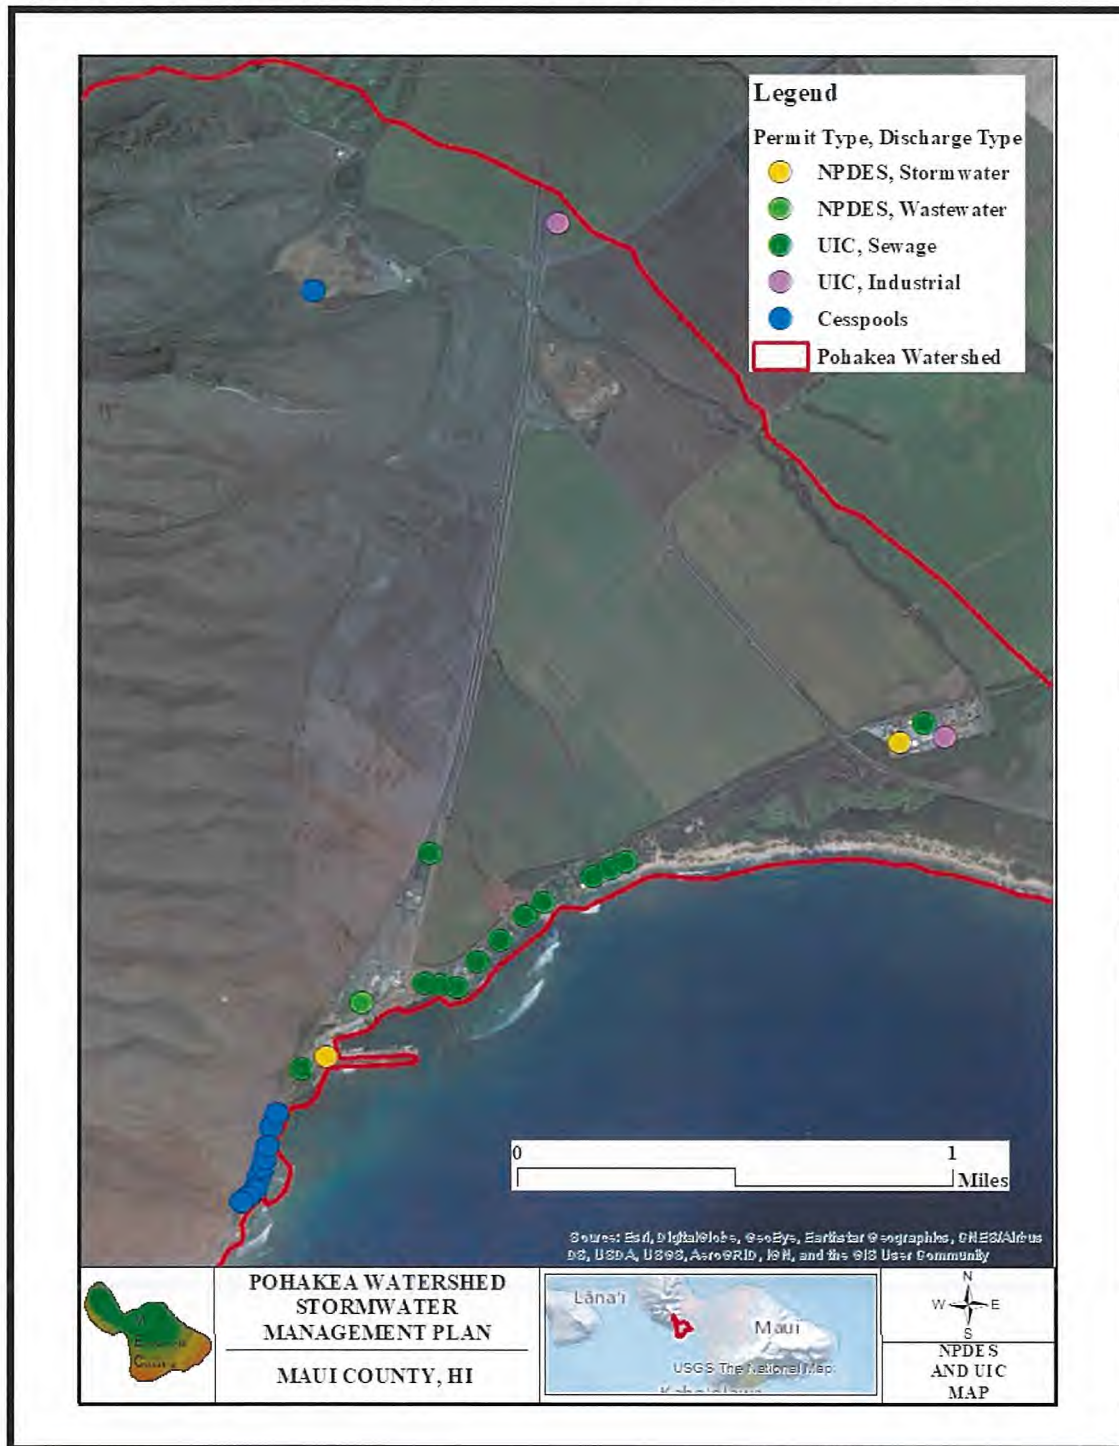 Legend
Permit Type, Discharge Type
NPDES, Stormwater
NPDES, Wastewater
UIC, Sewage
UIC, Industrial
Cesspools
Pohakea Watershed
0 1
Miles
Source: Esri, DigitalGlobe, GeoEye, Earthstar Geographics, CNES/Airbus
DS, USDA, USGS, AeroGRID, IGN, and the GIS User Community
POHAKEA WATERSHED
STORMWATER
MANAGEMENT PLAN
MAUI COUNTY, HI
Lāna'i
Maui
USGS The National Map:
N
W E
S
NPDES
AND UIC
MAP